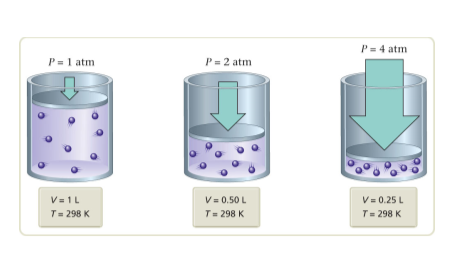 P = 1 atm
P = 2 atm
P = 4 atm
V = 1 L
T = 298 K
V = 0.50 L
T = 298 K
V = 0.25 L
T = 298 K